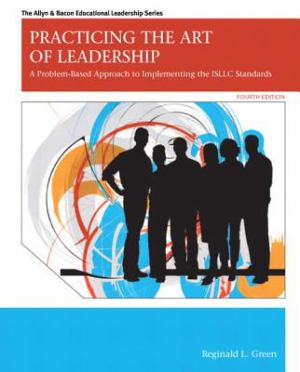 The Allyn & Bacon Educational Leadership Series
PRACTICING THE ART
OF LEADERSHIP
A Problem-Based Approach to Implementing the ISLLC Standards
FOURTH EDITION
Reginald L. Green